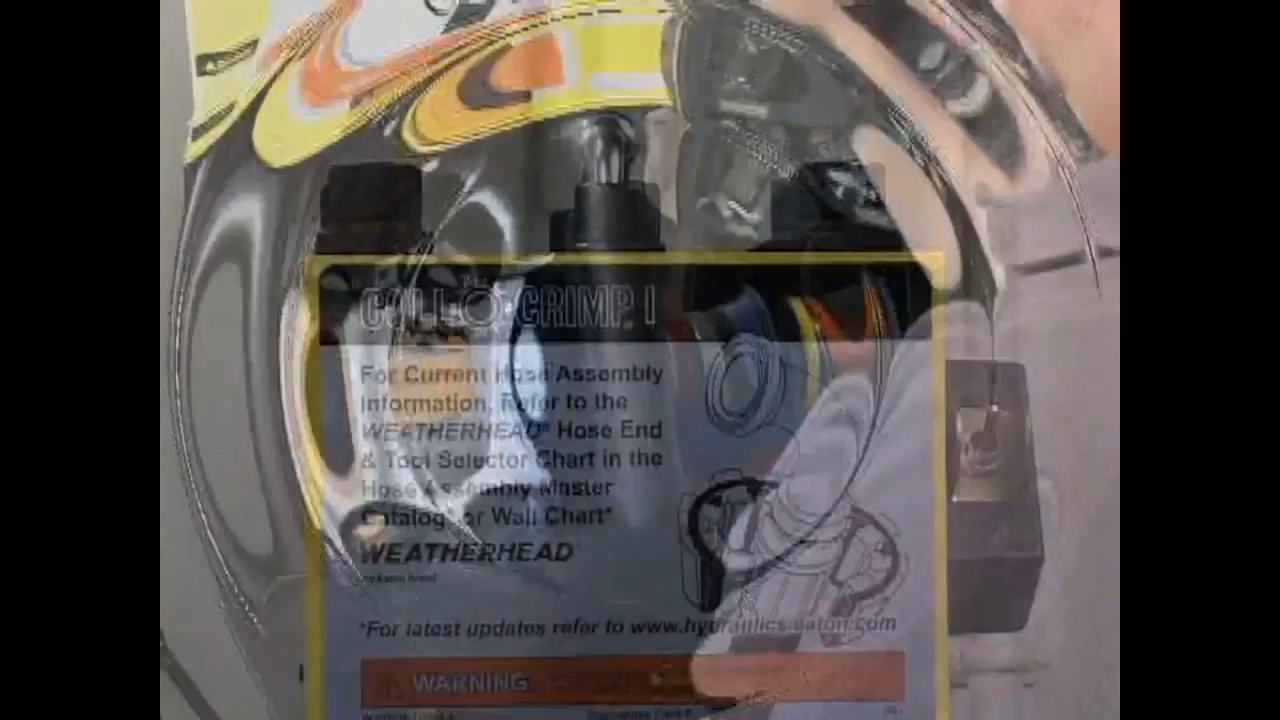 COLL-O-CRIMP I
For Current Hose Assembly
Information, Refer to the
WEATHERHEAD® Hose End
& Tool Selector Chart in the
Hose Assembly Master
Catalog* or Wall Chart*
WEATHERHEAD
*For latest updates refer to www.hydraulics.eaton.com
WARNING